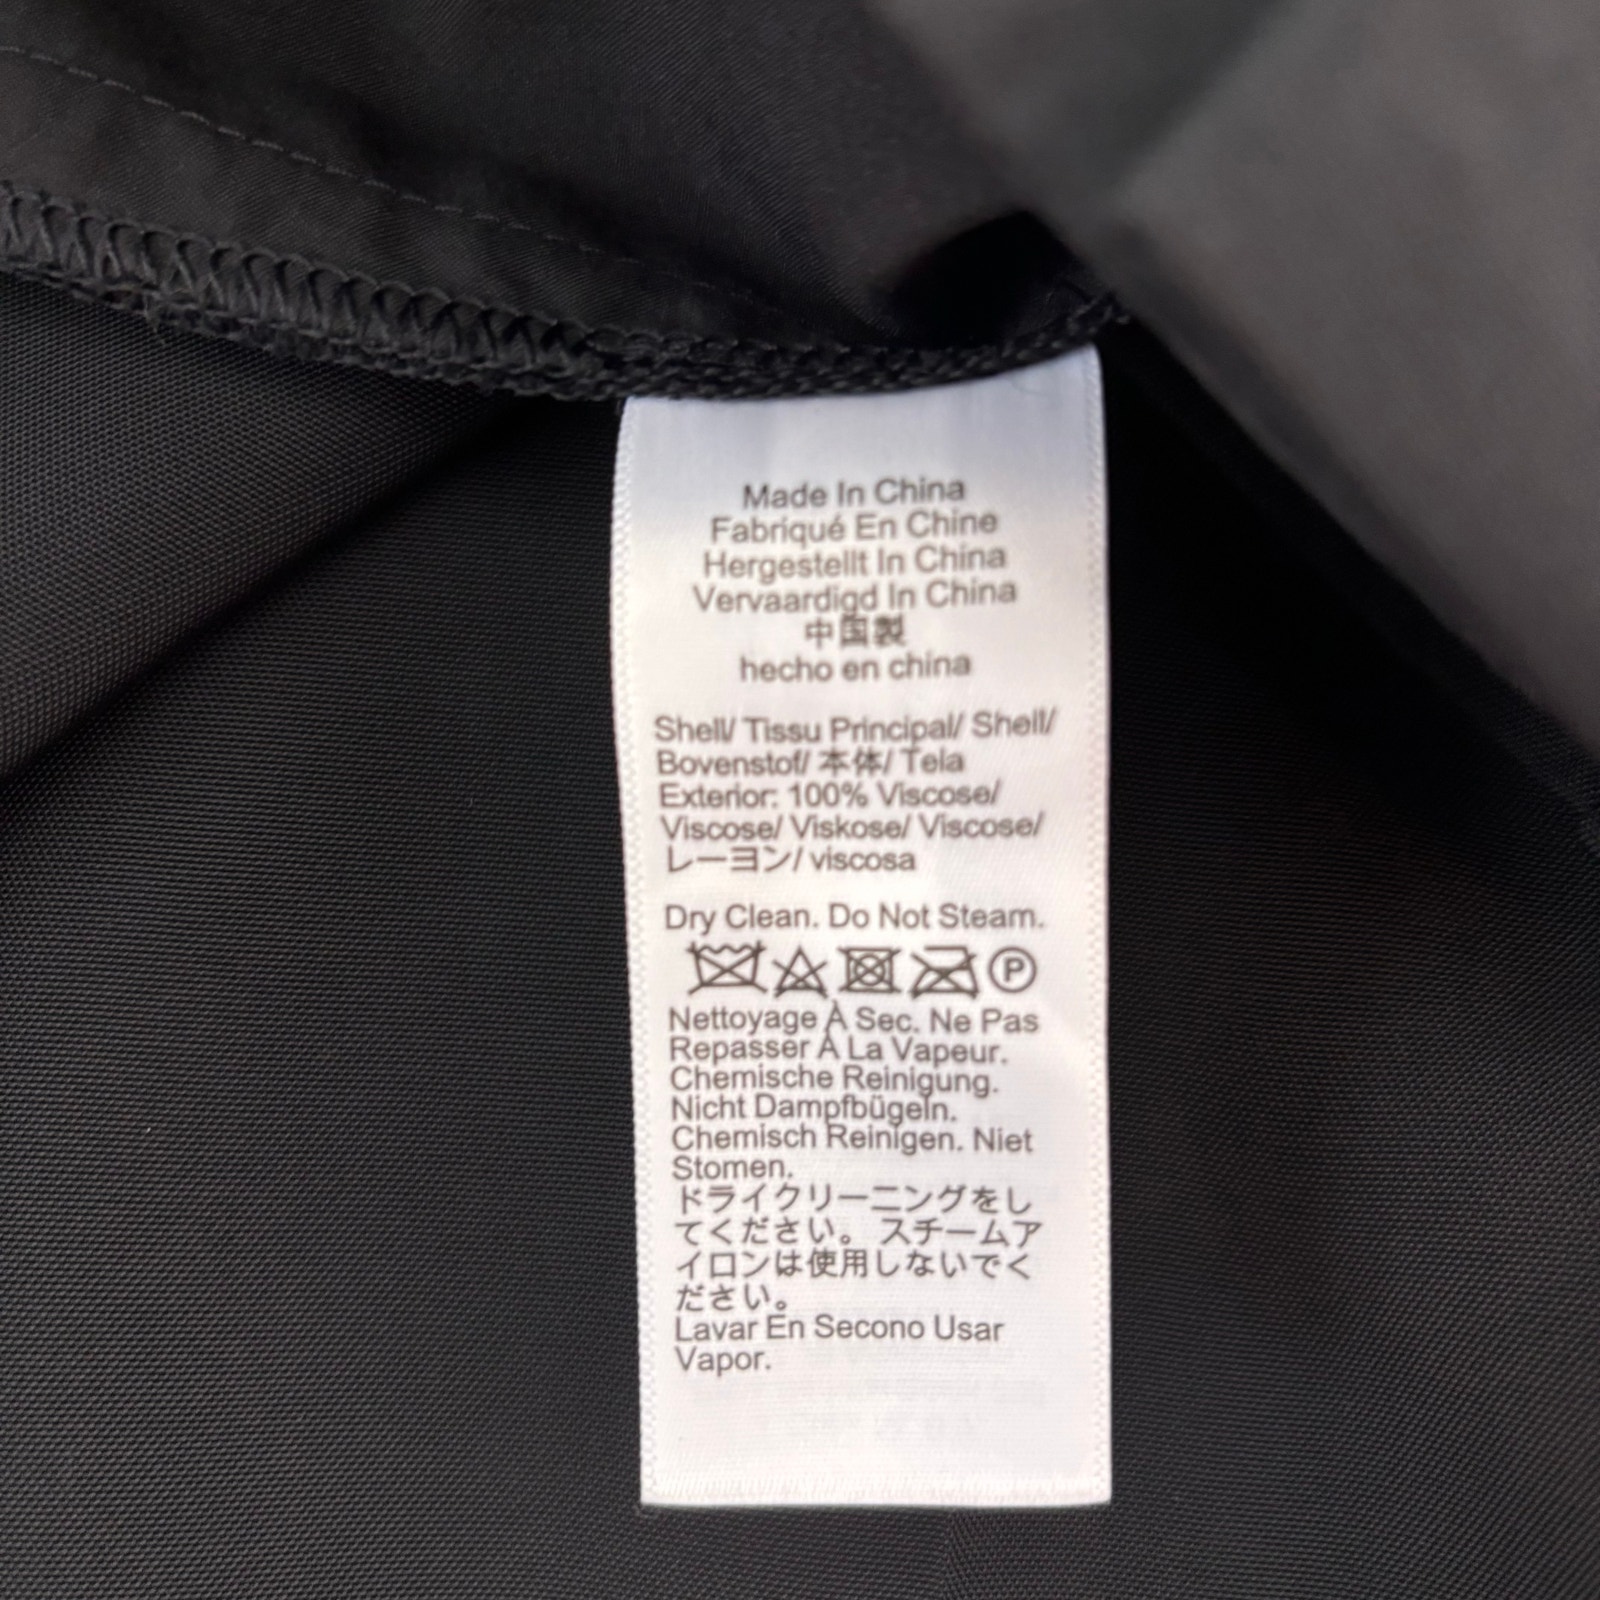 Made In China
Fabriqué En Chine
Hergestellt In China
Vervaardigd In China
中国製
hecho en china
Shell/ Tissu Principal/ Shell/
Bovenstof/ 本体/ Tela
Exterior: 100% Viscose/
Viscose/ Viskose/ Viscose/
レーヨン/ viscosa
Dry Clean. Do Not Steam.
P
Nettoyage À Sec. Ne Pas
Repasser À La Vapeur.
Chemische Reinigung.
Nicht Dampfbügeln.
Chemisch Reinigen. Niet
Stomen.
ドライクリーニングをし
てください。 スチームア
イロンは使用しないでく
ださい。
Lavar En Secono Usar
Vapor.